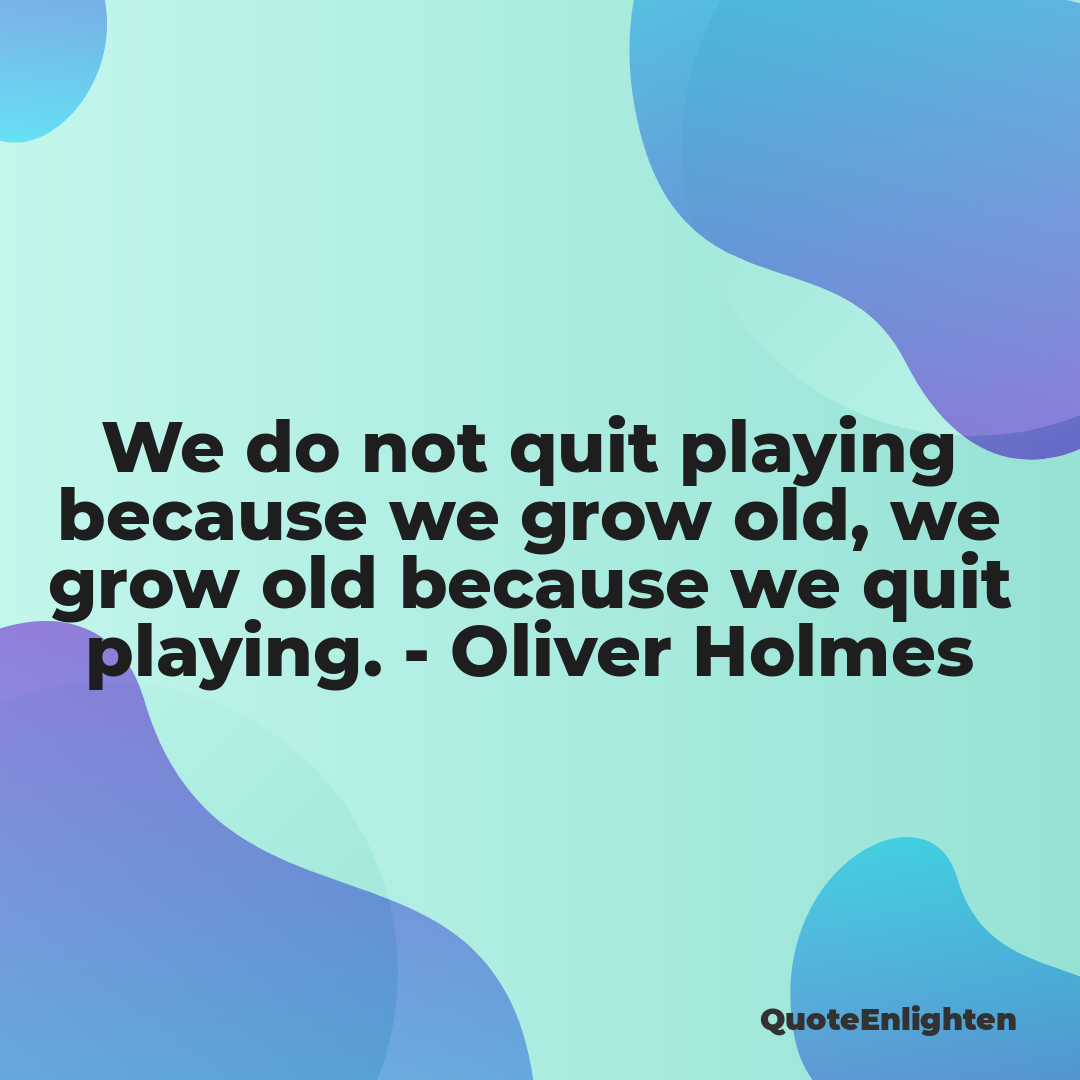 We do not quit playing
because we grow old, we
grow old because we quit
playing. - Oliver Holmes
QuoteEnlighten